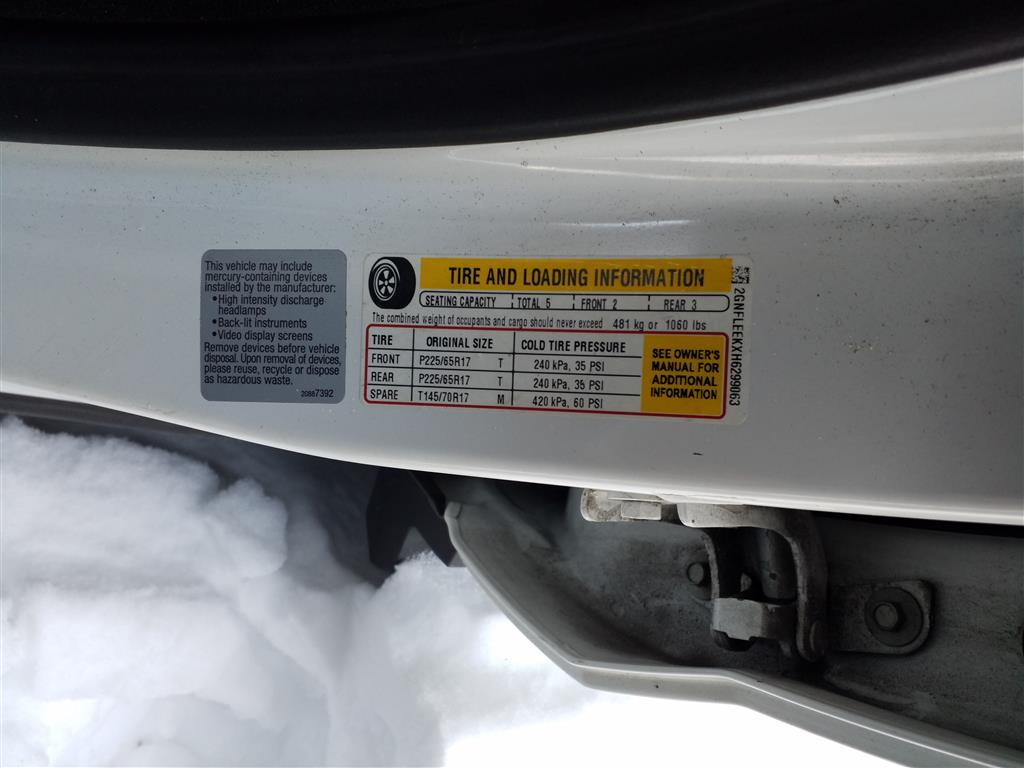 This vehicle may include
mercury-containing devices
installed by the manufacturer:
• High intensity discharge
headlamps
• Back-lit instruments
• Video display screens
Remove devices before vehicle
disposal. Upon removal of devices,
please reuse, recycle or dispose
as hazardous waste.
20887392
TIRE AND LOADING INFORMATION
SEATING CAPACITY TOTAL 5 FRONT 2 REAR 3
The combined weight of occupants and cargo should never exceed 481 kg or 1060 lbs
TIRE ORIGINAL SIZE COLD TIRE PRESSURE
FRONT P225/65R17 T 240 kPa, 35 PSI
REAR P225/65R17 T 240 kPa, 35 PSI
SPARE T145/70R17 M 420 kPa, 60 PSI
SEE OWNER'S
MANUAL FOR
ADDITIONAL
INFORMATION
2GNFLEEKXH6299063